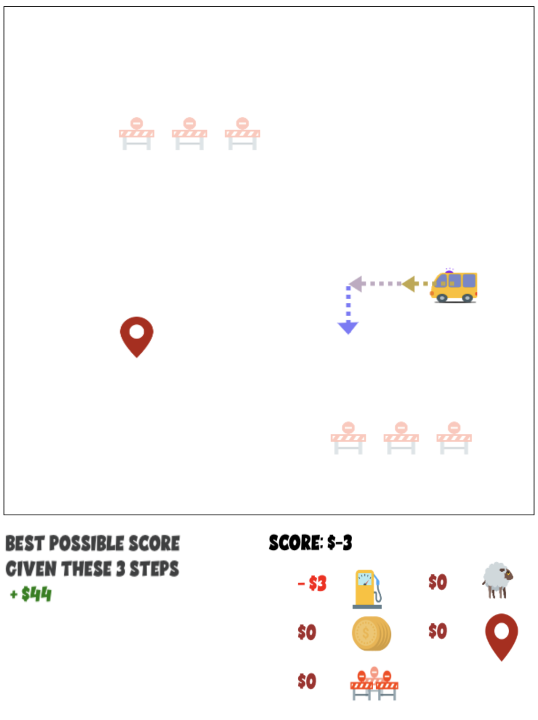 BEST POSSIBLE SCORE
GIVEN THESE 3 STEPS
+ $44
SCORE: $-3
- $3
$0
$0
$0
$0